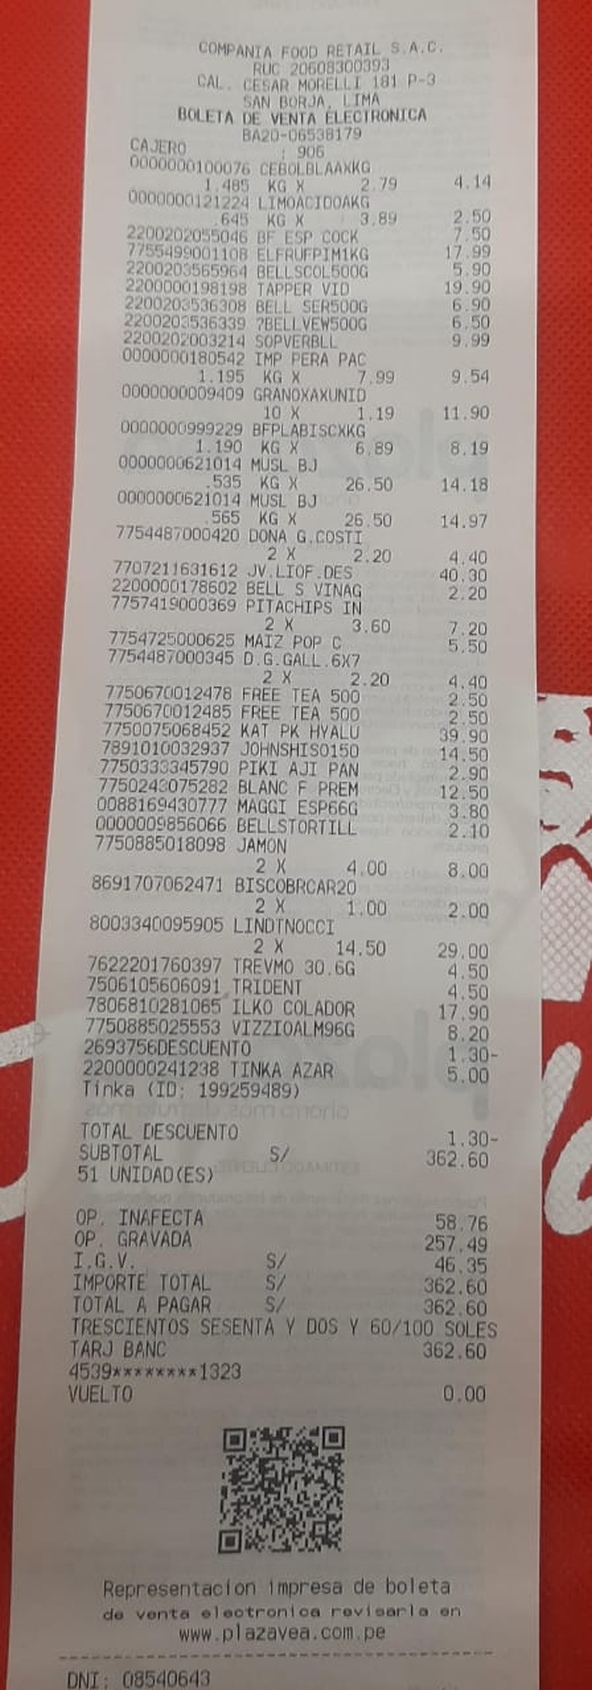 COMPANIA FOOD RETAIL S.A.C.
RUC 20608300393
CAL. CESAR MORELLI 181 P-3
SAN BORJA, LIMA
BOLETA DE VENTA ELECTRONICA
BA20-06538179
CAJERO : 906
0000000100076 CEBOLBLAAXKG
1.485 KG X 2.79 4.14
0000000121224 LIMOACIDOAKG
.645 KG X 3.89 2.50
2200202055046 BF ESP COCK 7.50
7755499001108 ELFRUFPIM1KG 17.99
2200203565964 BELLSCOL500G 5.90
2200000198198 TAPPER VID 19.90
2200203536308 BELL SER500G 6.90
2200203536339 ?BELLVEW500G 6.50
2200202003214 SOPVERBLL 9.99
0000000180542 IMP PERA PAC
1.195 KG X 7.99 9.54
0000000009409 GRANOXAXUNID
10 X 1.19 11.90
0000000999229 BFPLABISCXKG
1.190 KG X 6.89 8.19
0000000621014 MUSL BJ
.535 KG X 26.50 14.18
0000000621014 MUSL BJ
.565 KG X 26.50 14.97
7754487000420 DONA G.COSTI
2 X 2.20 4.40
7707211631612 JV.LIOF.DES 40.30
2200000178602 BELL S VINAG 2.20
7757419000369 PITACHIPS IN
2 X 3.60 7.20
7754725000625 MAIZ POP C 5.50
7754487000345 D.G.GALL.6X7
2 X 2.20 4.40
7750670012478 FREE TEA 500 2.50
7750670012485 FREE TEA 500 2.50
7750075068452 KAT PK HYALU 39.90
7891010032937 JOHNSHISO150 14.50
7750333345790 PIKI AJI PAN 2.90
7750243075282 BLANC F PREM 12.50
0088169430777 MAGGI ESP66G 3.80
0000009856066 BELLSTORTILL 2.10
7750885018098 JAMON
2 X 4.00 8.00
8691707062471 BISCOBRCAR20
2 X 1.00 2.00
8003340095905 LINDTNOCCI
2 X 14.50 29.00
7622201760397 TREVMO 30.6G 4.50
7506105606091 TRIDENT 4.50
7806810281065 ILKO COLADOR 17.90
7750885025553 VIZZIOALM96G 8.20
2693756DESCUENTO 1.30-
2200000241238 TINKA AZAR 5.00
Tinka (ID: 199259489)
TOTAL DESCUENTO 1.30-
SUBTOTAL S/ 362.60
51 UNIDAD(ES)
OP. INAFECTA 58.76
OP. GRAVADA 257.49
I.G.V. S/ 46.35
IMPORTE TOTAL S/ 362.60
TOTAL A PAGAR S/ 362.60
TRESCIENTOS SESENTA Y DOS Y 60/100 SOLES
TARJ BANC 362.60
4539********1323
VUELTO 0.00
Representacion impresa de boleta
de venta electronica revisarla en
www.plazavea.com.pe
DNI: 08540643